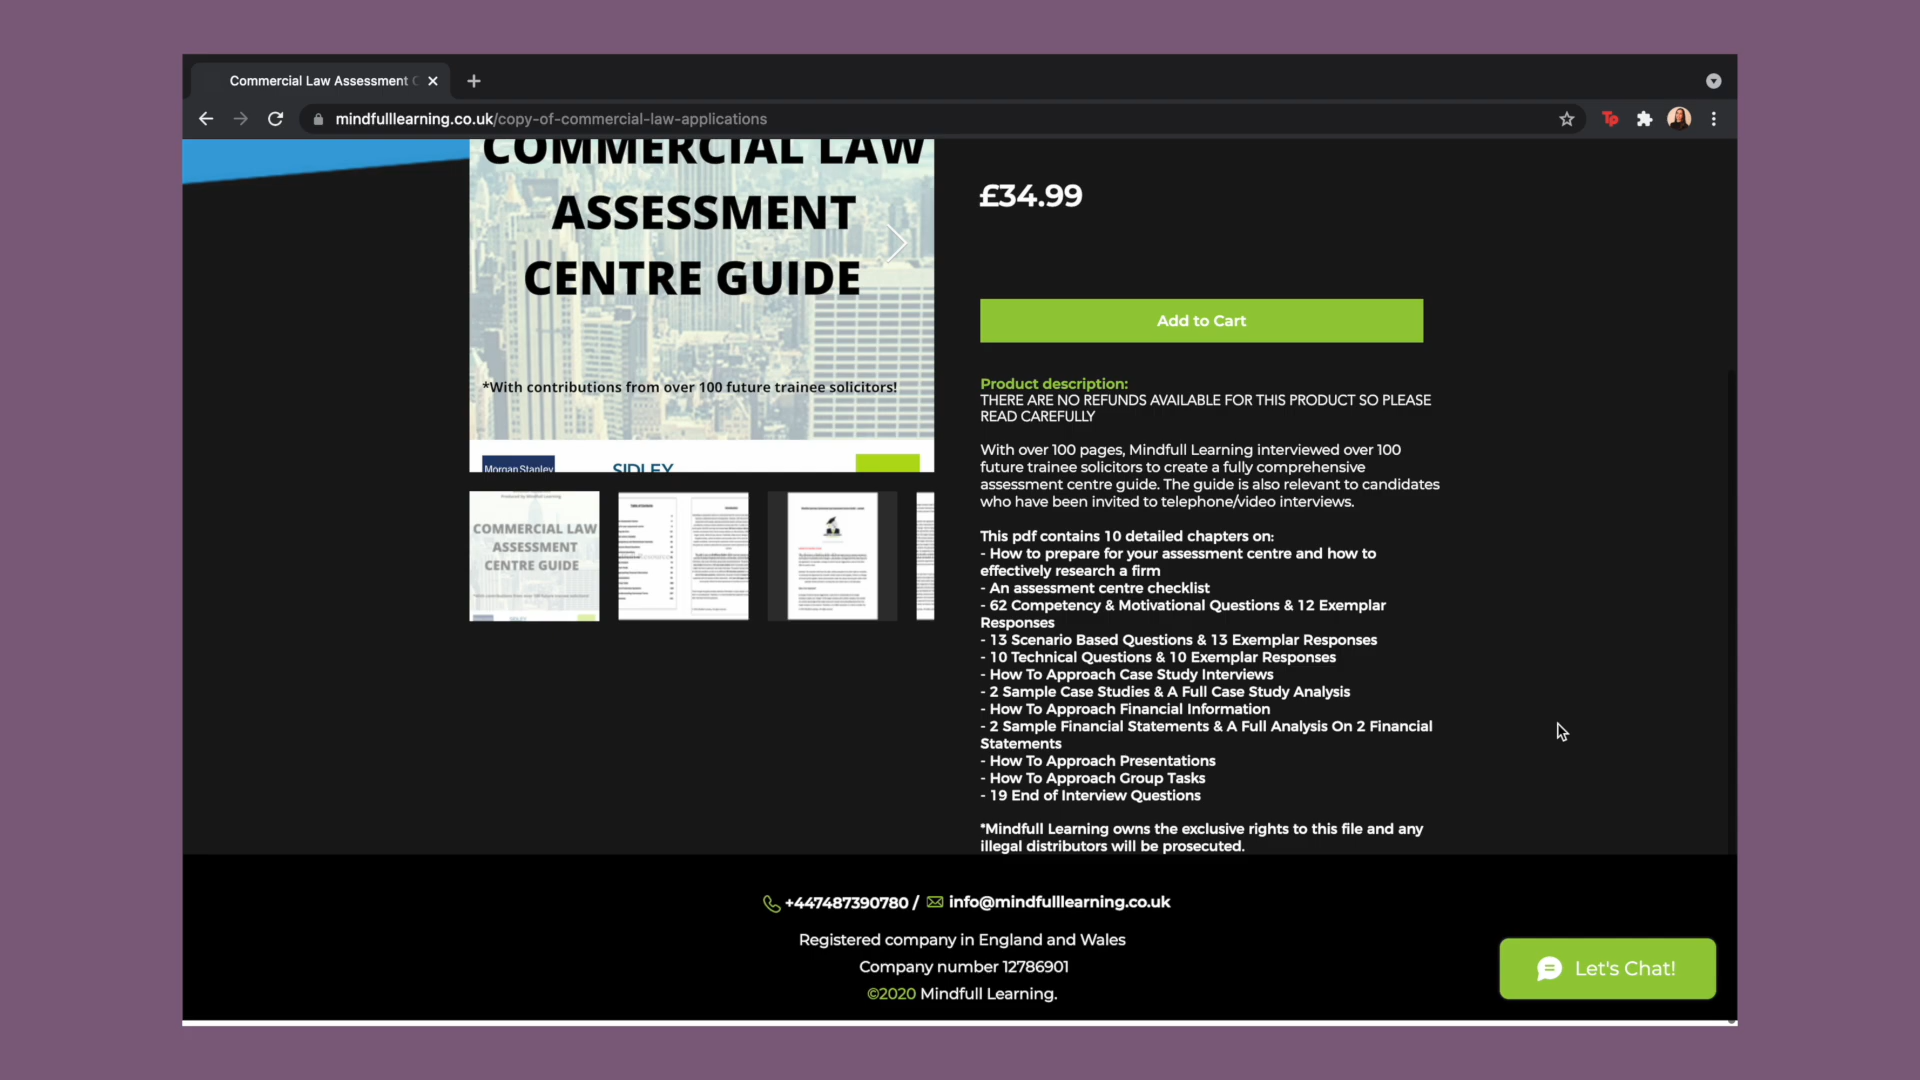 Commercial Law Assessment
mindfulllearning.co.uk/copy-of-commercial-law-applications
COMMERCIAL LAW
ASSESSMENT
CENTRE GUIDE
*With contributions from over 100 future trainee solicitors!
Morgan Stanley
SIDLEY
COMMERCIAL LAW
ASSESSMENT
CENTRE GUIDE
£34.99
Add to Cart
Product description:
THERE ARE NO REFUNDS AVAILABLE FOR THIS PRODUCT SO PLEASE
READ CAREFULLY
With over 100 pages, Mindfull Learning interviewed over 100
future trainee solicitors to create a fully comprehensive
assessment centre guide. The guide is also relevant to candidates
who have been invited to telephone/video interviews.
This pdf contains 10 detailed chapters on:
- How to prepare for your assessment centre and how to
effectively research a firm
- An assessment centre checklist
- 62 Competency & Motivational Questions & 12 Exemplar
Responses
- 13 Scenario Based Questions & 13 Exemplar Responses
- 10 Technical Questions & 10 Exemplar Responses
- How To Approach Case Study Interviews
- 2 Sample Case Studies & A Full Case Study Analysis
- How To Approach Financial Information
- 2 Sample Financial Statements & A Full Analysis On 2 Financial
Statements
- How To Approach Presentations
- How To Approach Group Tasks
- 19 End of Interview Questions
*Mindfull Learning owns the exclusive rights to this file and any
illegal distributors will be prosecuted.
+447487390780 / info@mindfulllearning.co.uk
Registered company in England and Wales
Company number 12786901
©2020 Mindfull Learning.
Let's Chat!